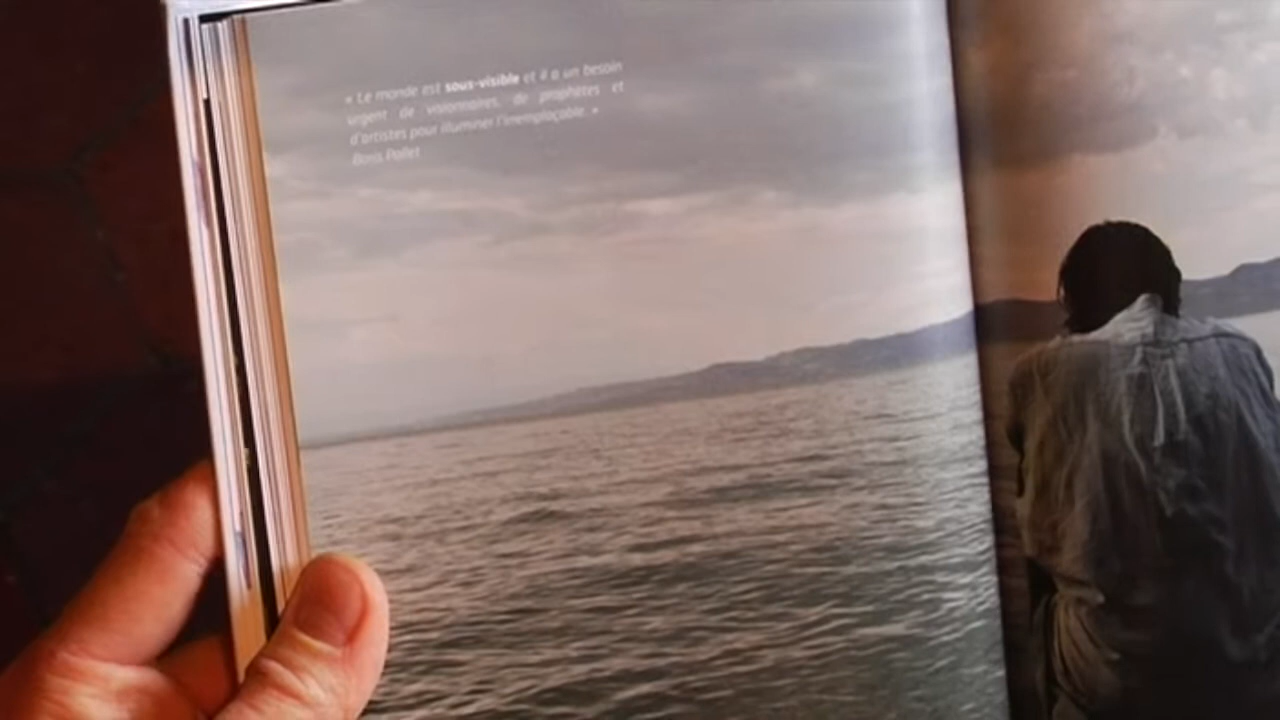 « Le monde est sous-visible et il a un besoin
urgent de visionnaires, de prophètes et
d'artistes pour illuminer l'inemplaçable. »
Boris Pollet